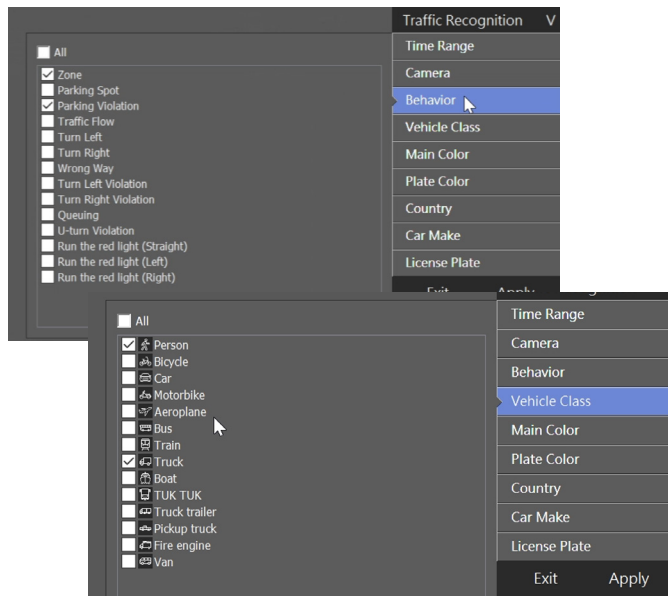 Traffic Recognition V
All
Zone
Parking Spot
Parking Violation
Traffic Flow
Turn Left
Turn Right
Wrong Way
Turn Left Violation
Turn Right Violation
Queuing
U-turn Violation
Run the red light (Straight)
Run the red light (Left)
Run the red light (Right)
Time Range
Camera
Behavior
Vehicle Class
Main Color
Plate Color
Country
Car Make
License Plate
Exit Apply
All
Person
Bicycle
Car
Motorbike
Aeroplane
Bus
Train
Truck
Boat
TUK TUK
Truck trailer
Pickup truck
Fire engine
Van
Time Range
Camera
Behavior
Vehicle Class
Main Color
Plate Color
Country
Car Make
License Plate
Exit Apply